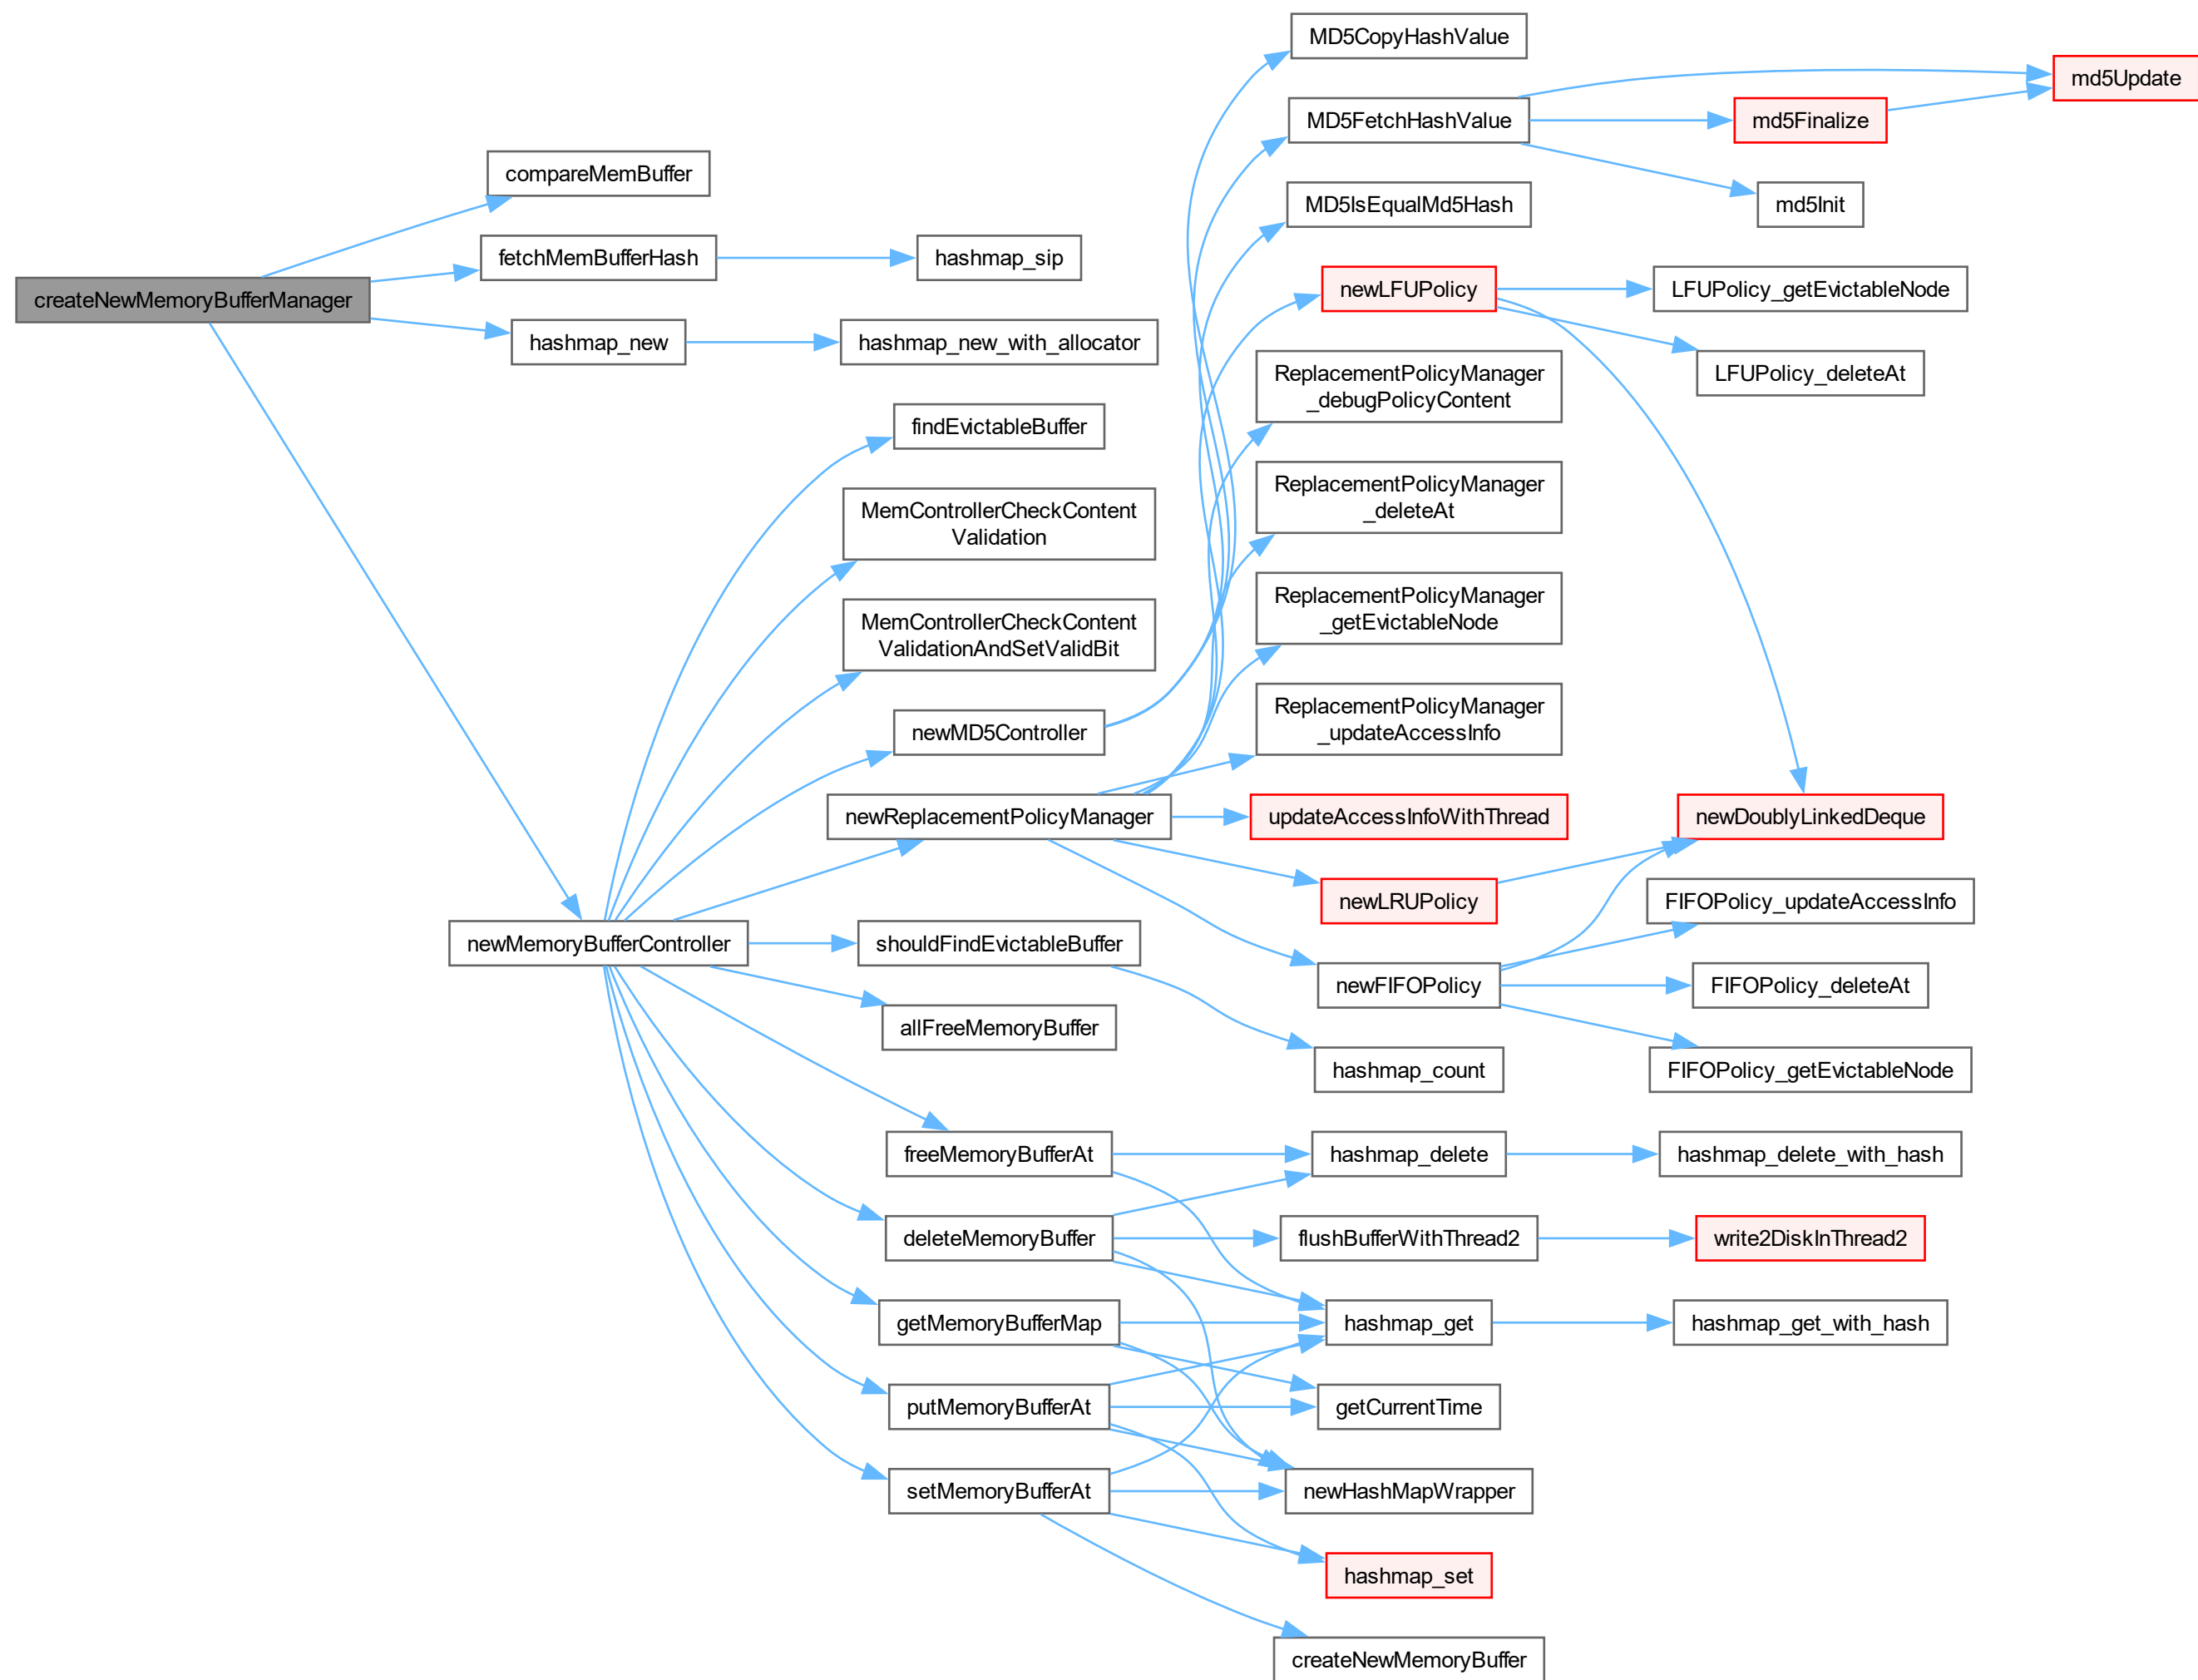 createNewMemoryBufferManager
compareMemBuffer
fetchMemBufferHash
hashmap_sip
hashmap_new
hashmap_new_with_allocator
newMemoryBufferController
findEvictableBuffer
MemControllerCheckContent
Validation
MemControllerCheckContent
ValidationAndSetValidBit
newMD5Controller
MD5CopyHashValue
MD5FetchHashValue
md5Finalize
md5Update
md5Init
MD5IsEqualMd5Hash
newReplacementPolicyManager
newLFUPolicy
LFUPolicy_getEvictableNode
LFUPolicy_deleteAt
newDoublyLinkedDeque
ReplacementPolicyManager
_debugPolicyContent
ReplacementPolicyManager
_deleteAt
ReplacementPolicyManager
_getEvictableNode
ReplacementPolicyManager
_updateAccessInfo
updateAccessInfoWithThread
newLRUPolicy
newFIFOPolicy
FIFOPolicy_updateAccessInfo
FIFOPolicy_deleteAt
FIFOPolicy_getEvictableNode
shouldFindEvictableBuffer
hashmap_count
allFreeMemoryBuffer
freeMemoryBufferAt
hashmap_delete
hashmap_delete_with_hash
deleteMemoryBuffer
flushBufferWithThread2
write2DiskInThread2
getMemoryBufferMap
hashmap_get
hashmap_get_with_hash
putMemoryBufferAt
getCurrentTime
setMemoryBufferAt
newHashMapWrapper
hashmap_set
createNewMemoryBuffer